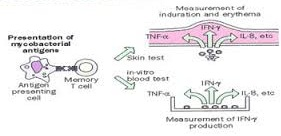 Measurement of
induration and erythema
Presentation of
mycobacterial
antigens
TNF-α
IFN-γ
IL-8, etc
Skin test
Antigen
presenting
cell
Memory
T cell
in-vitro
blood test
TNF-α
IFN-γ
IL-8, etc
Measurement of IFN-γ
production